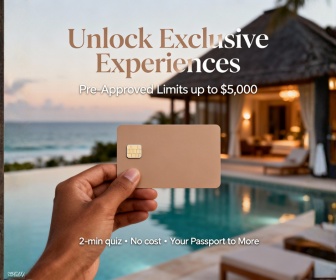 Unlock Exclusive
Experiences
Pre-Approved Limits up to $5,000
2-min quiz • No cost • Your Passport to More